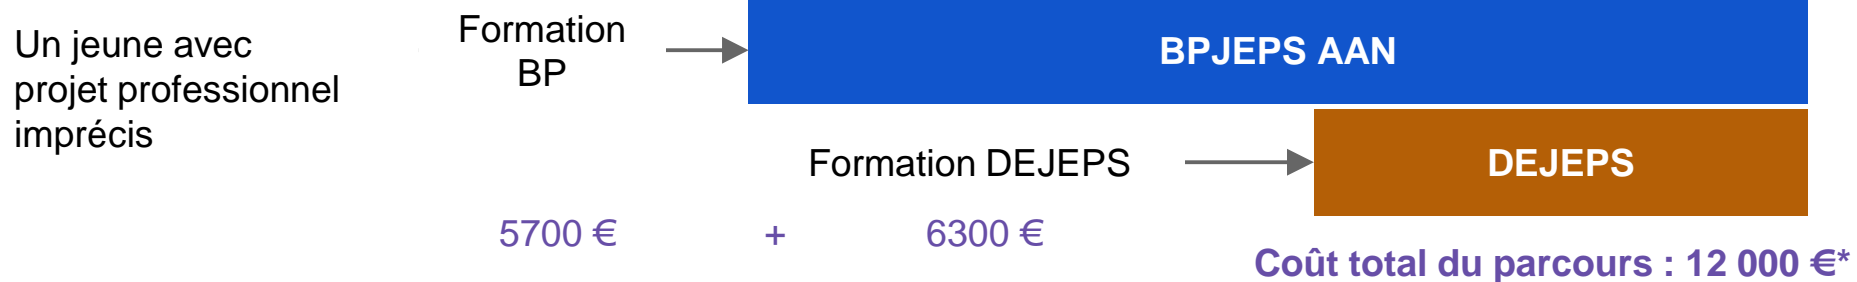 Un jeune avec
projet professionnel
imprécis
Formation
BP
BPJEPS AAN
Formation DEJEPS
DEJEPS
5700 € + 6300 €
Coût total du parcours : 12 000 €*